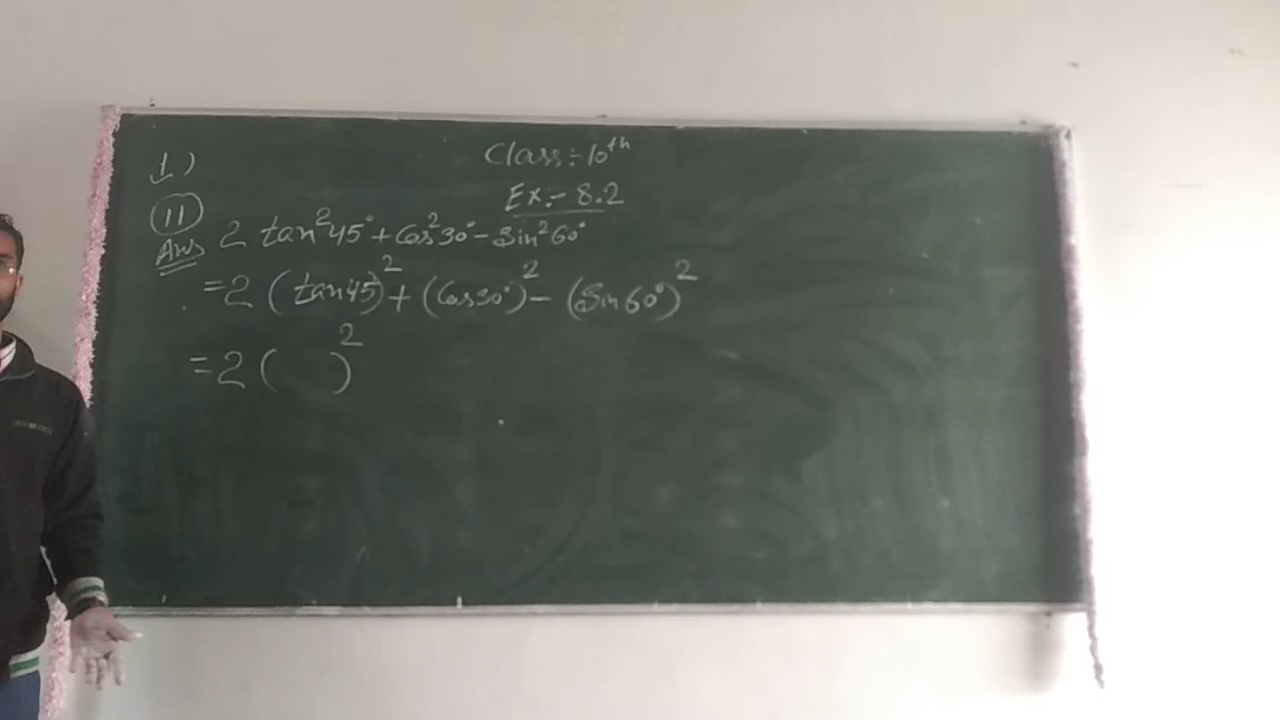 Class:- 10th
1)
Ex:- 8.2
(11)
Ans 2 tan²45° + Cos²30° - Sin²60°
= 2 (tan45)² + (Cos30°)² - (Sin60°)²
= 2 (   )²